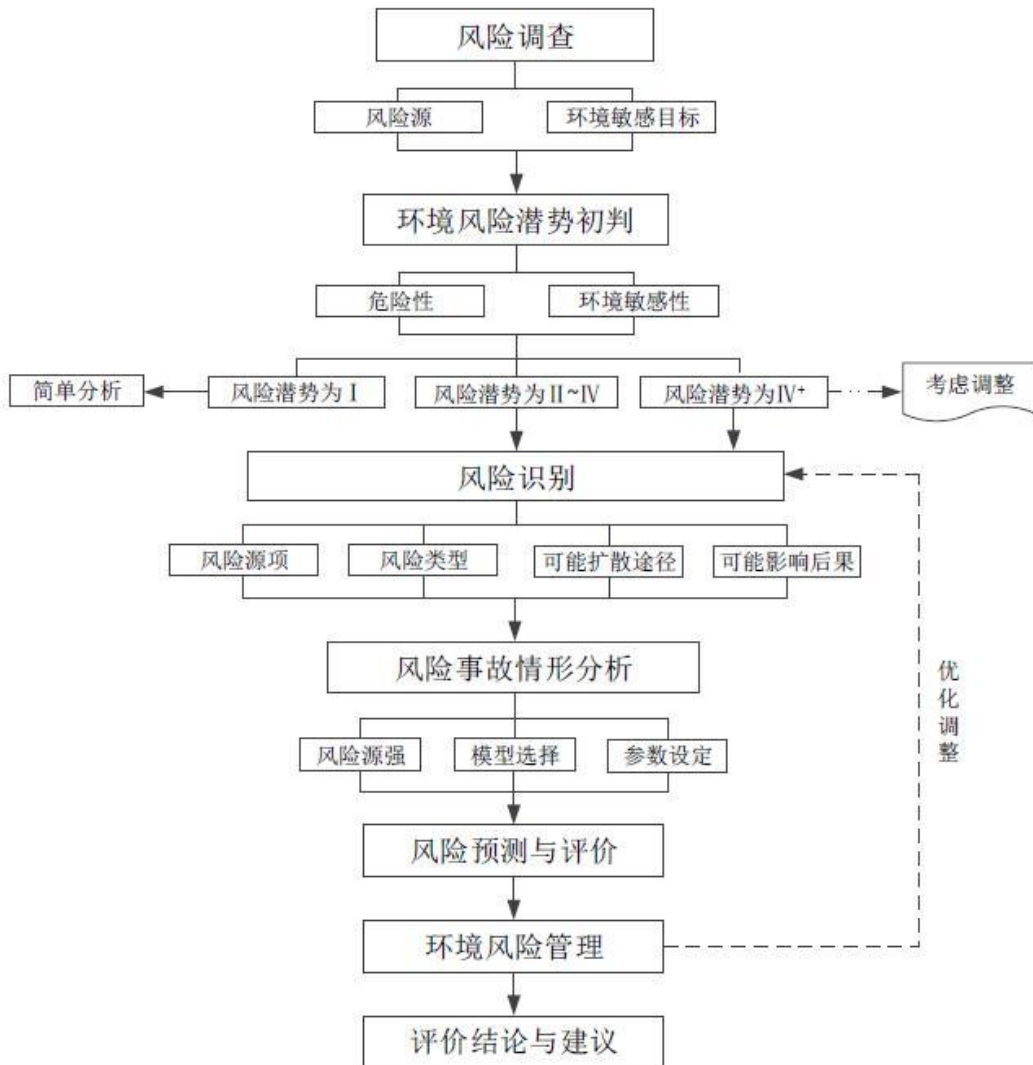 风险调查
风险源
环境敏感目标
环境风险潜势初判
危险性
环境敏感性
简单分析
风险潜势为Ⅰ
风险潜势为Ⅱ~Ⅳ
风险潜势为Ⅳ⁺
考虑调整
风险识别
风险源项
风险类型
可能扩散途径
可能影响后果
风险事故情形分析
优化调整
风险源强
模型选择
参数设定
风险预测与评价
环境风险管理
评价结论与建议